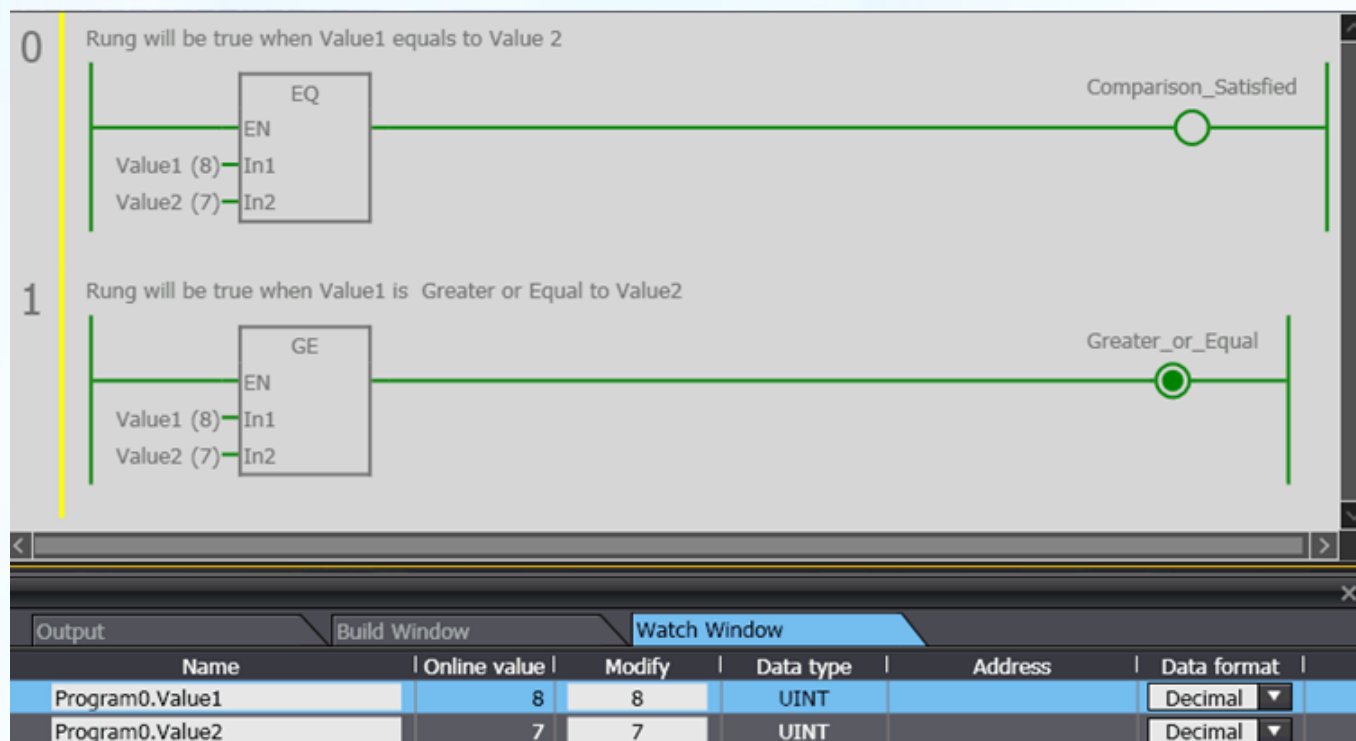 0
Rung will be true when Value1 equals to Value 2
EQ
Comparison_Satisfied
EN
Value1 (8) In1
Value2 (7) In2
1
Rung will be true when Value1 is  Greater or Equal to Value2
GE
Greater_or_Equal
EN
Value1 (8) In1
Value2 (7) In2
Output Build Window Watch Window
Name Online value Modify Data type Address Data format
Program0.Value1 8 8 UINT Decimal
Program0.Value2 7 7 UINT Decimal